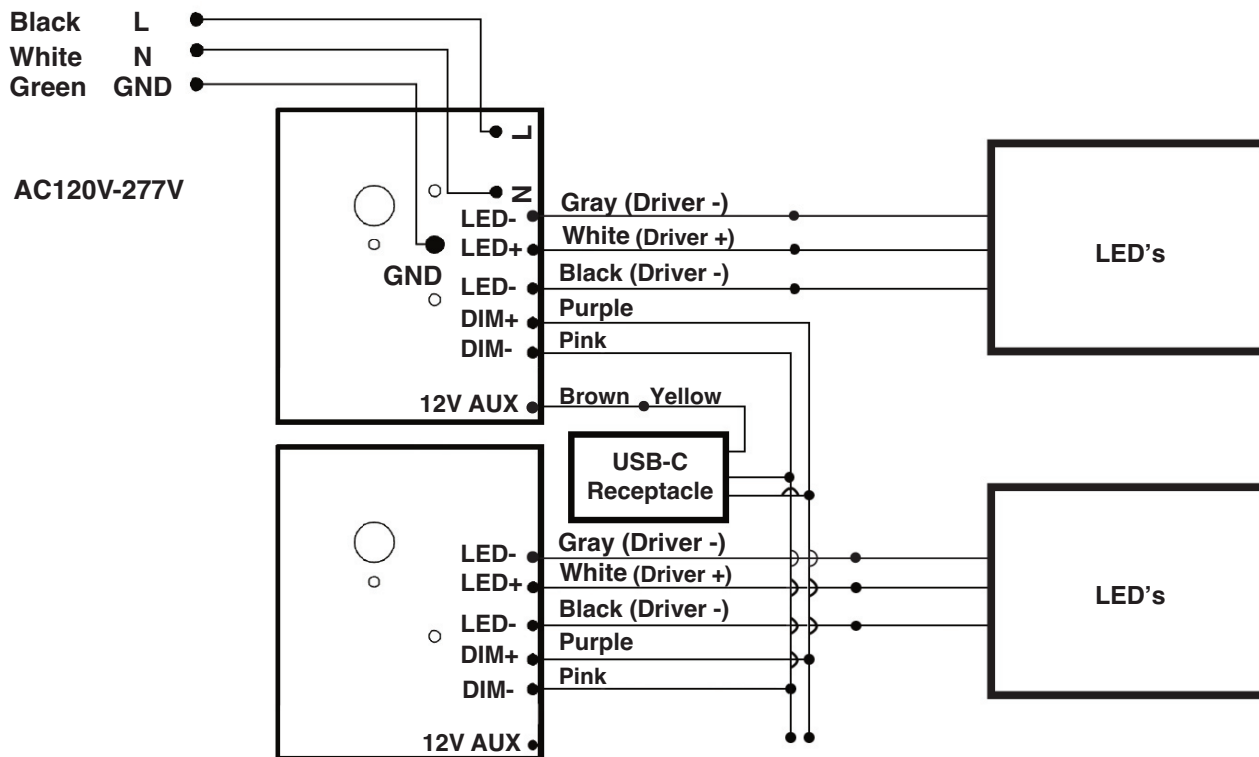 Black L
White N
Green GND
AC120V-277V
L
N
LED-
LED+
GND
LED-
DIM+
DIM-
12V AUX
Gray (Driver -)
White (Driver +)
Black (Driver -)
Purple
Pink
Brown
Yellow
LED's
USB-C
Receptacle
LED-
LED+
LED-
DIM+
DIM-
12V AUX
Gray (Driver -)
White (Driver +)
Black (Driver -)
Purple
Pink
LED's